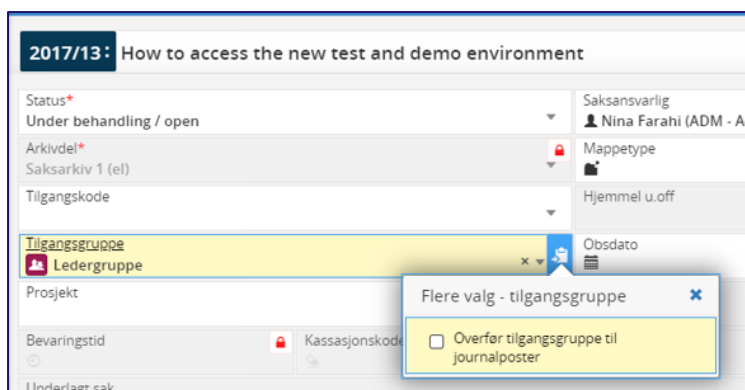 2017/13: How to access the new test and demo environment
Status*
Under behandling / open
Saksansvarlig
Nina Farahi (ADM - A
Arkivdel*
Saksarkiv 1 (el)
Mappetype
Tilgangskode
Hjemmel u.off
Tilgangsgruppe
Ledergruppe
Obsdato
Prosjekt
Flere valg - tilgangsgruppe
Overfør tilgangsgruppe til
journalposter
Bevaringstid
Kassasjonskode
Underlagt sak